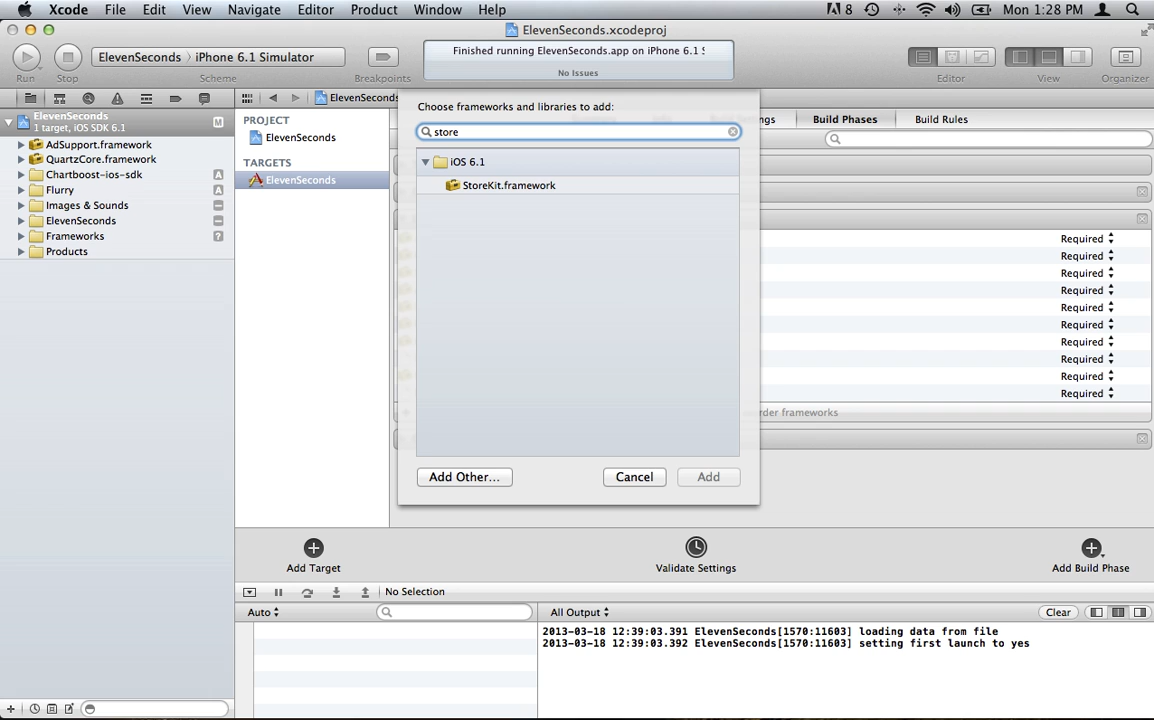 Xcode File Edit View Navigate Editor Product Window Help 8 Mon 1:28 PM
ElevenSeconds.xcodeproj
ElevenSeconds iPhone 6.1 Simulator
Finished running ElevenSeconds.app on iPhone 6.1 S
No Issues
Run Stop Scheme Breakpoints Editor View Organizer
ElevenSeconds
1 target, iOS SDK 6.1
M
AdSupport.framework
QuartzCore.framework
Chartboost-ios-sdk A
Flurry A
Images & Sounds
ElevenSeconds
Frameworks ?
Products
ElevenSeconds
PROJECT
ElevenSeconds
TARGETS
ElevenSeconds
Choose frameworks and libraries to add:
store
iOS 6.1
StoreKit.framework
Add Other...
Cancel
Add
ngs Build Phases Build Rules
Required
Required
Required
Required
Required
Required
Required
Required
Required
Required
rder frameworks
Add Target
Validate Settings
Add Build Phase
No Selection
Auto
All Output
Clear
2013-03-18 12:39:03.391 ElevenSeconds[1570:11603] loading data from file
2013-03-18 12:39:03.392 ElevenSeconds[1570:11603] setting first launch to yes